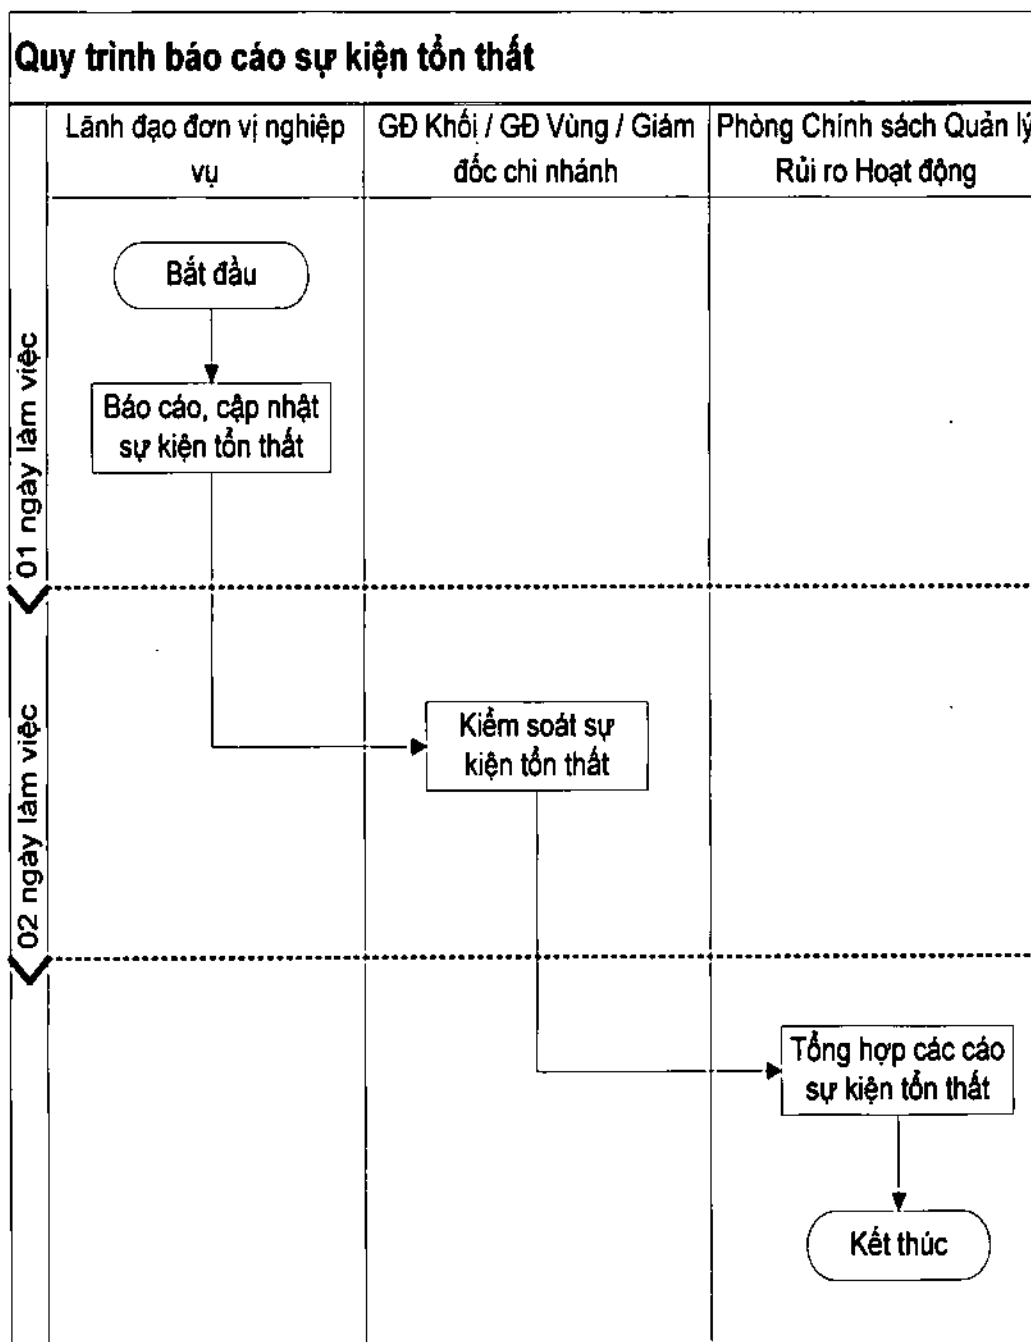 Quy trình báo cáo sự kiện tổn thất
Lãnh đạo đơn vị nghiệp
vụ
GĐ Khối / GĐ Vùng / Giám
đốc chi nhánh
Phòng Chính sách Quản lý
Rủi ro Hoạt động
01 ngày làm việc
Bắt đầu
Báo cáo, cập nhật
sự kiện tổn thất
02 ngày làm việc
Kiểm soát sự
kiện tổn thất
Tổng hợp các cáo
sự kiện tổn thất
Kết thúc